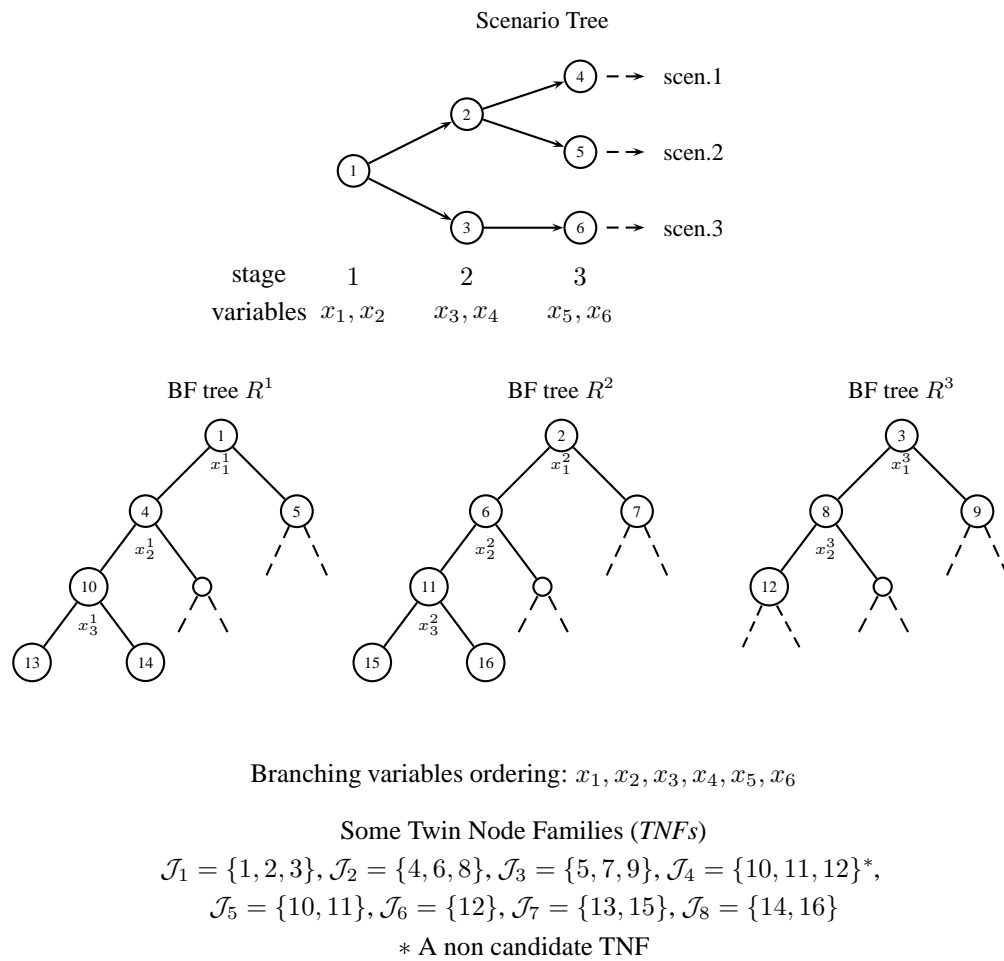 Scenario Tree
4 scen.1
2
5 scen.2
1
3 6 scen.3
stage 1 2 3
variables x₁, x₂ x₃, x₄ x₅, x₆
BF tree R¹ BF tree R² BF tree R³
1 2 3
x₁¹ x₁² x₁³
4 5 6 7 8 9
x₂¹ x₂² x₂³
10 11 12
x₃¹ x₃²
13 14 15 16
Branching variables ordering: x₁, x₂, x₃, x₄, x₅, x₆
Some Twin Node Families (TNFs)
𝒥₁ = {1, 2, 3}, 𝒥₂ = {4, 6, 8}, 𝒥₃ = {5, 7, 9}, 𝒥₄ = {10, 11, 12}*,
𝒥₅ = {10, 11}, 𝒥₆ = {12}, 𝒥₇ = {13, 15}, 𝒥₈ = {14, 16}
* A non candidate TNF